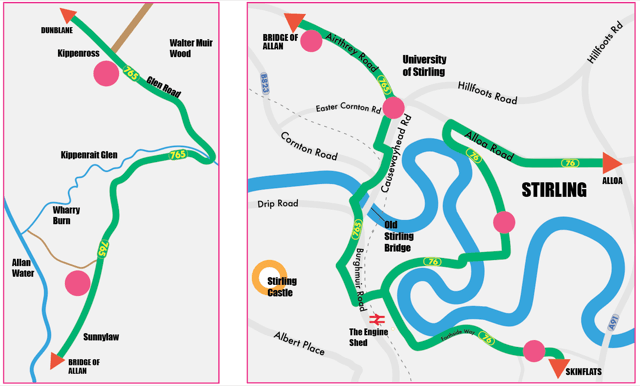 DUNBLANE
Kippenross
Walter Muir
Wood
765
Glen Road
Kippenrait Glen
765
Wharry
Burn
765
Allan
Water
Sunnylaw
BRIDGE OF
ALLAN
BRIDGE OF
ALLAN
Airthrey Road
765
University
of Stirling
Hillfoots Rd
B823
Hillfoots Road
Easter Cornton Rd
Causewayhead Rd
Cornton Road
Alloa Road
76
76
ALLOA
STIRLING
Drip Road
765
Old
Stirling
Bridge
76
Stirling
Castle
Burghmuir Road
The Engine
Shed
76
A91
Albert Place
SKINFLATS